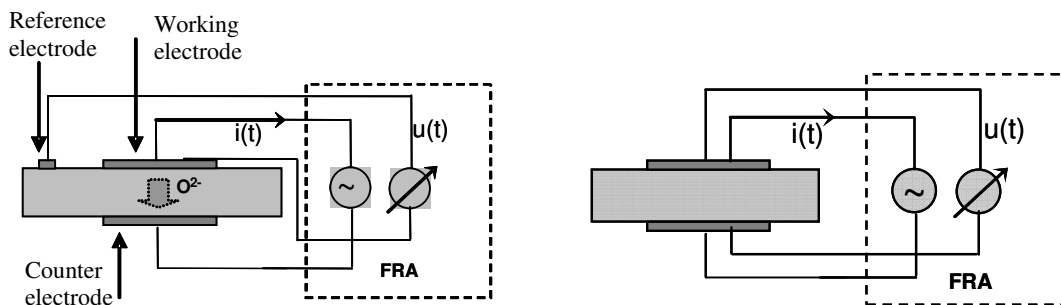 Reference
electrode
Working
electrode
i(t)
u(t)
~
O²⁻
FRA
Counter
electrode
i(t)
u(t)
~
FRA